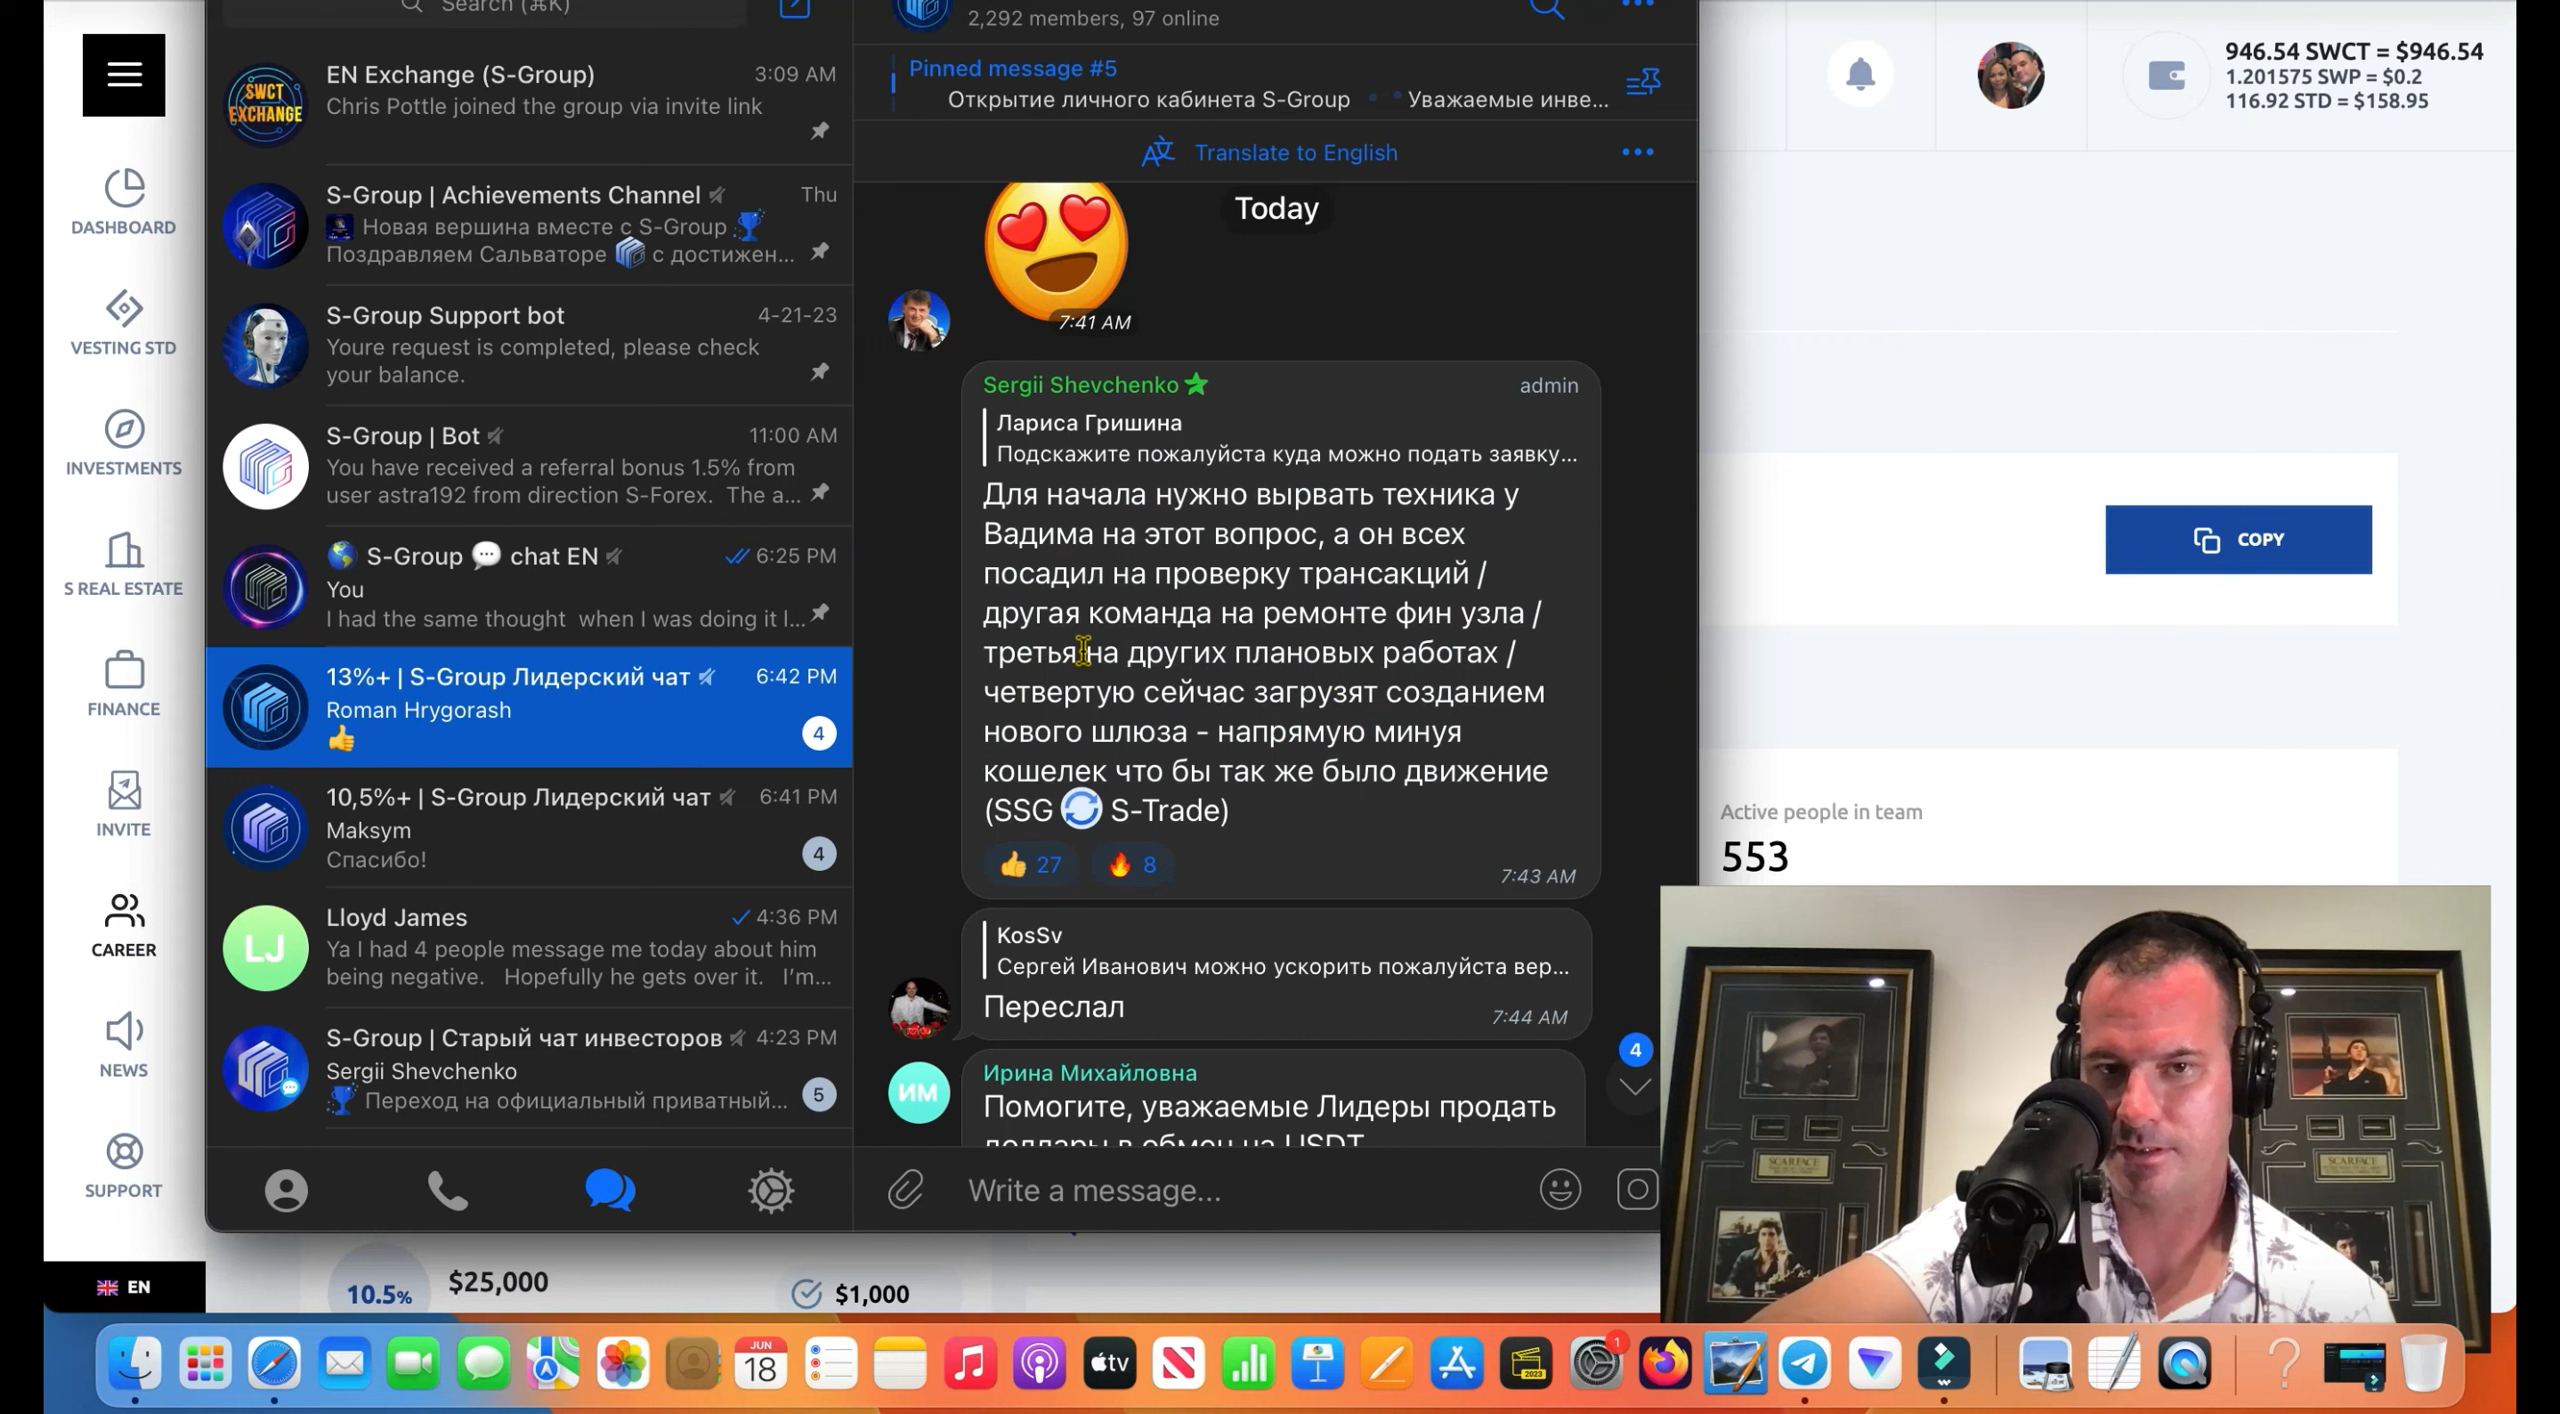 Search (⌘K)
2,292 members, 97 online
946.54 SWCT = $946.54
1.201575 SWP = $0.2
116.92 STD = $158.95
DASHBOARD
VESTING STD
INVESTMENTS
S REAL ESTATE
FINANCE
INVITE
CAREER
NEWS
SUPPORT
EN
SWCT
EXCHANGE
EN Exchange (S-Group)
3:09 AM
Chris Pottle joined the group via invite link
S-Group | Achievements Channel
Thu
Новая вершина вместе с S-Group
Поздравляем Сальваторе с достижен...
S-Group Support bot
4-21-23
Youre request is completed, please check
your balance.
S-Group | Bot
11:00 AM
You have received a referral bonus 1.5% from
user astra192 from direction S-Forex. The a...
S-Group 💬 chat EN
6:25 PM
You
I had the same thought when I was doing it l...
13%+ | S-Group Лидерский чат
6:42 PM
Roman Hrygorash
👍
4
10,5%+ | S-Group Лидерский чат
6:41 PM
Maksym
Спасибо!
4
LJ
Lloyd James
4:36 PM
Ya I had 4 people message me today about him
being negative. Hopefully he gets over it. I'm...
S-Group | Старый чат инвесторов
4:23 PM
Sergii Shevchenko
Переход на официальный приватный...
5
Pinned message #5
Открытие личного кабинета S-Group
Уважаемые инве...
Translate to English
Today
7:41 AM
Sergii Shevchenko
admin
Лариса Гришина
Подскажите пожалуйста куда можно подать заявку...
Для начала нужно вырвать техника у
Вадима на этот вопрос, а он всех
посадил на проверку трансакций /
другая команда на ремонте фин узла /
третья на других плановых работах /
четвертую сейчас загрузят созданием
нового шлюза - напрямую минуя
кошелек что бы так же было движение
(SSG 🔄 S-Trade)
👍 27
🔥 8
7:43 AM
KosSv
Сергей Иванович можно ускорить пожалуйста вер...
Переслал
7:44 AM
4
ИМ
Ирина Михайловна
Помогите, уважаемые Лидеры продать
доллары в обмен на USDT
Write a message...
COPY
Active people in team
553
SCARFACE
SCARFACE
10.5%
$25,000
$1,000
JUN
18
tv
2023
1